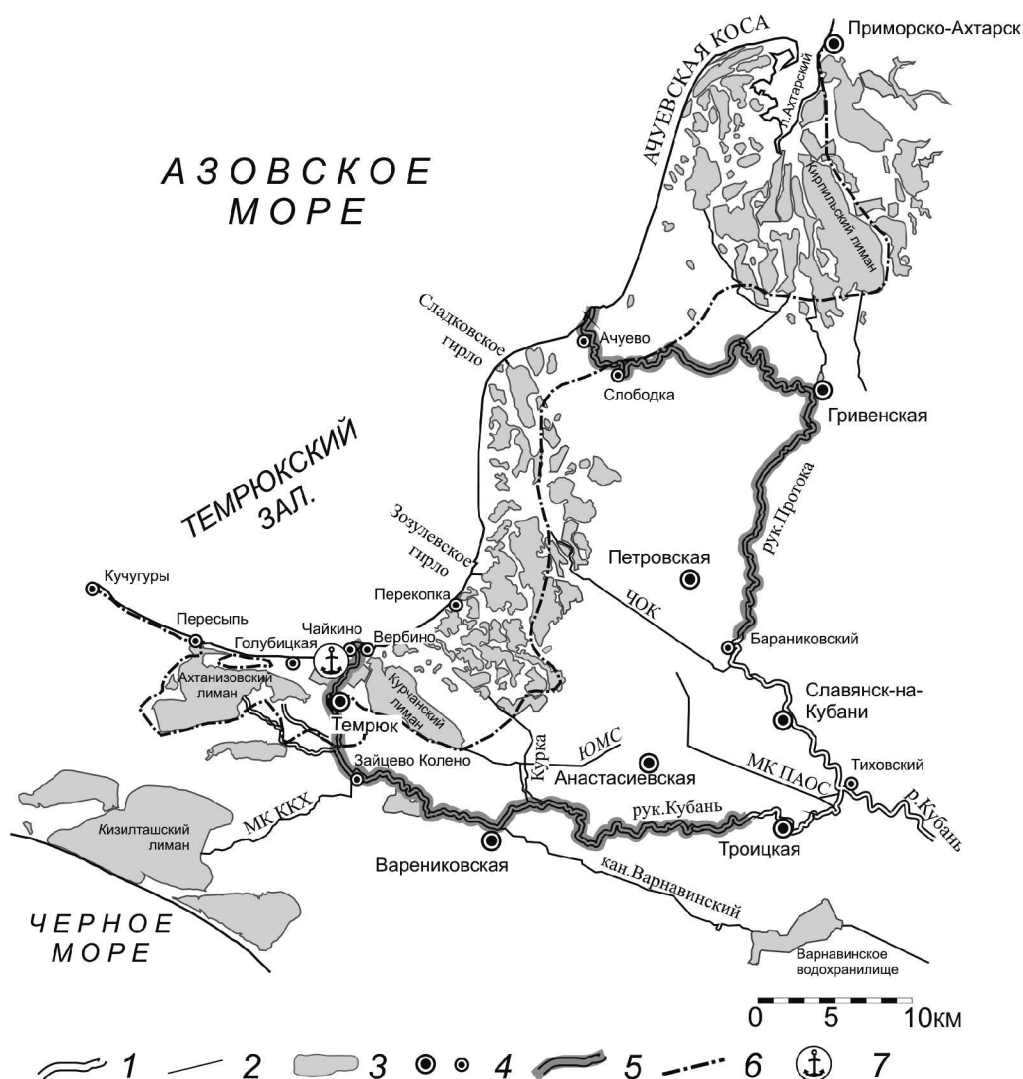 Приморско-Ахтарск
АЧУЕВСКАЯ КОСА
л.Ахтарский
АЗОВСКОЕ
МОРЕ
Кирпильский лиман
Сладковское
гирло
Ачуево
Слободка
Гривенская
ТЕМРЮКСКИЙ
ЗАЛ.
рук.Протока
Зозулевское
гирло
Петровская
Кучугуры
Перекопка
ЧОК
Пересыпь
Чайкино
Вербино
Голубицкая
Бараниковский
Ахтанизовский
лиман
Курчанский
лиман
Славянск-на-
Кубани
Темрюк
ЮМС
Курка
Анастасиевская
МК ПАОС
Тиховский
Зайцево Колено
р.Кубань
рук.Кубань
МК ККХ
Кизилташский
лиман
Троицкая
Варениковская
кан.Варнавинский
ЧЕРНОЕ
МОРЕ
Варнавинское
водохранилище
0 5 10км
1 2 3 4 5 6 7